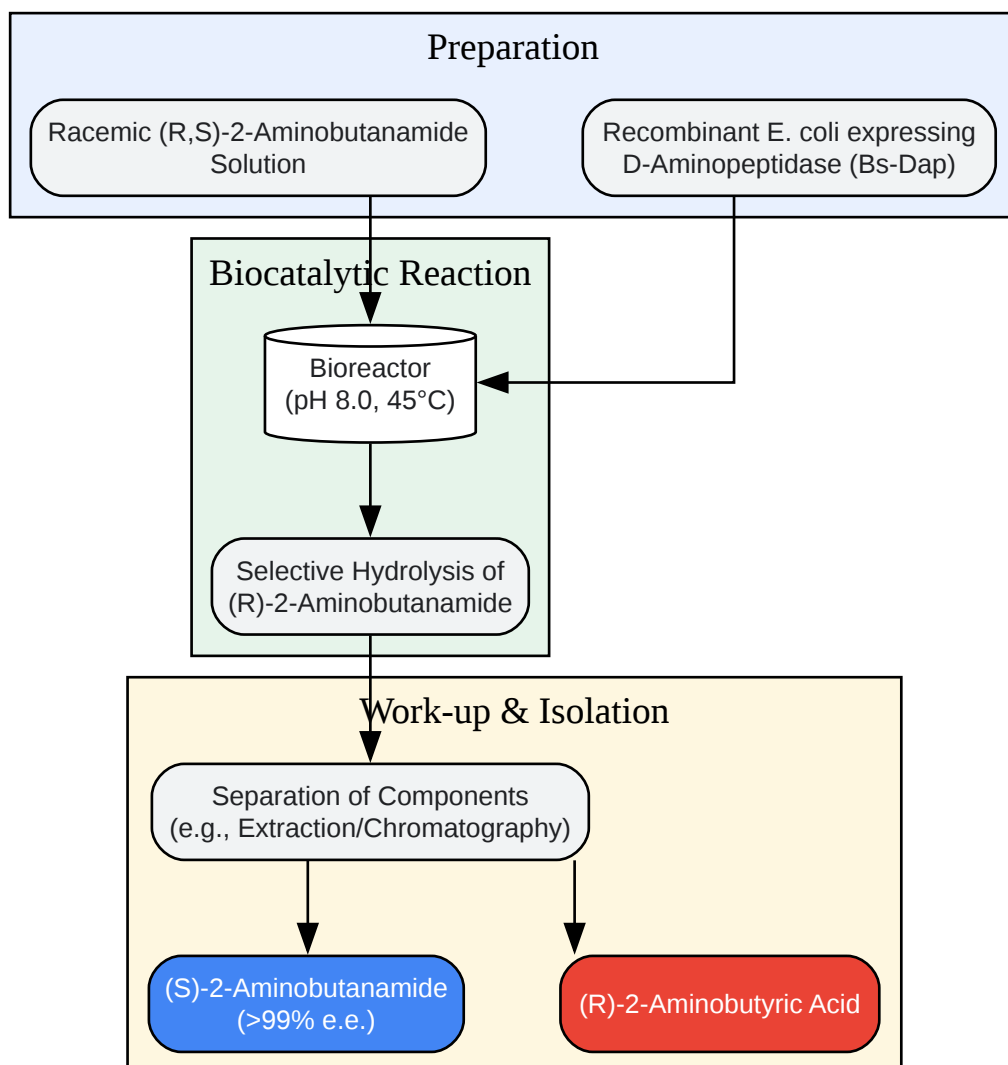 Preparation
Racemic (R,S)-2-Aminobutanamide
Solution
Recombinant E. coli expressing
D-Aminopeptidase (Bs-Dap)
Biocatalytic Reaction
Bioreactor
(pH 8.0, 45°C)
Selective Hydrolysis of
(R)-2-Aminobutanamide
Work-up & Isolation
Separation of Components
(e.g., Extraction/Chromatography)
(S)-2-Aminobutanamide
(>99% e.e.)
(R)-2-Aminobutyric Acid